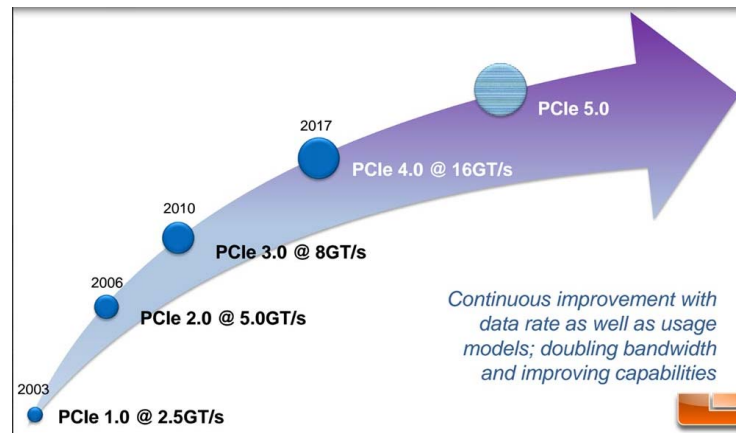 PCIe 5.0
2017
PCIe 4.0 @ 16GT/s
2010
PCIe 3.0 @ 8GT/s
2006
PCIe 2.0 @ 5.0GT/s
Continuous improvement with
data rate as well as usage
models; doubling bandwidth
and improving capabilities
2003
PCIe 1.0 @ 2.5GT/s